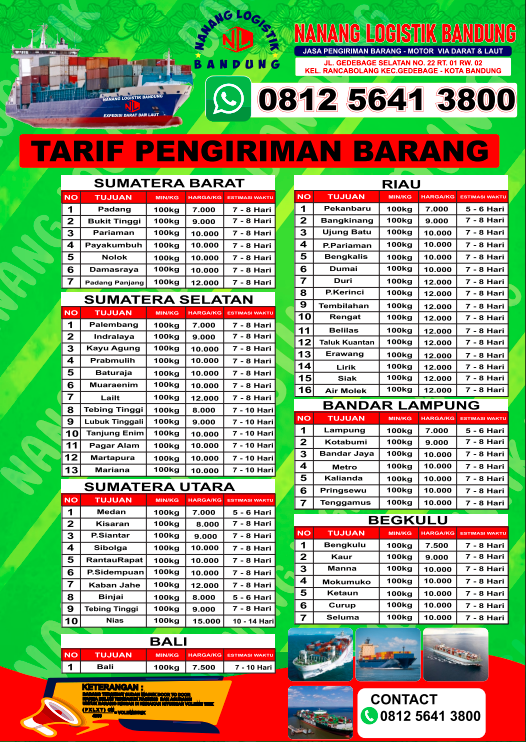 NANANG LOGISTIK
NL
BANDUNG
NANANG LOGISTIK BANDUNG
JASA PENGIRIMAN BARANG - MOTOR VIA DARAT & LAUT
JL. GEDEBAGE SELATAN NO. 22 RT. 01 RW. 02
KEL. RANCABOLANG KEC.GEDEBAGE - KOTA BANDUNG
0812 5641 3800
NANANG LOGISTIK BANDUNG
EXPEDISI DARAT DAN LAUT
TARIF PENGIRIMAN BARANG
SUMATERA BARAT
NO TUJUAN MIN/KG HARGA/KG ESTIMASI WAKTU
1 Padang 100kg 7.000 7 - 8 Hari
2 Bukit Tinggi 100kg 9.000 7 - 8 Hari
3 Pariaman 100kg 10.000 7 - 8 Hari
4 Payakumbuh 100kg 10.000 7 - 8 Hari
5 Nolok 100kg 10.000 7 - 8 Hari
6 Damasraya 100kg 10.000 7 - 8 Hari
7 Padang Panjang 100kg 12.000 7 - 8 Hari
SUMATERA SELATAN
NO TUJUAN MIN/KG HARGA/KG ESTIMASI WAKTU
1 Palembang 100kg 7.000 7 - 8 Hari
2 Indralaya 100kg 9.000 7 - 8 Hari
3 Kayu Agung 100kg 10.000 7 - 8 Hari
4 Prabmulih 100kg 10.000 7 - 8 Hari
5 Baturaja 100kg 10.000 7 - 8 Hari
6 Muaraenim 100kg 10.000 7 - 8 Hari
7 Lailt 100kg 12.000 7 - 8 Hari
8 Tebing Tinggi 100kg 8.000 7 - 10 Hari
9 Lubuk Tinggali 100kg 9.000 7 - 10 Hari
10 Tanjung Enim 100kg 10.000 7 - 10 Hari
11 Pagar Alam 100kg 10.000 7 - 10 Hari
12 Martapura 100kg 10.000 7 - 10 Hari
13 Mariana 100kg 10.000 7 - 10 Hari
SUMATERA UTARA
NO TUJUAN MIN/KG HARGA/KG ESTIMASI WAKTU
1 Medan 100kg 7.000 5 - 6 Hari
2 Kisaran 100kg 8.000 7 - 8 Hari
3 P.Siantar 100kg 9.000 7 - 8 Hari
4 Sibolga 100kg 10.000 7 - 8 Hari
5 RantauRapat 100kg 10.000 7 - 8 Hari
6 P.Sidempuan 100kg 10.000 7 - 8 Hari
7 Kaban Jahe 100kg 12.000 7 - 8 Hari
8 Binjai 100kg 8.000 5 - 6 Hari
9 Tebing Tinggi 100kg 9.000 7 - 8 Hari
10 Nias 100kg 15.000 10 - 14 Hari
BALI
NO TUJUAN MIN/KG HARGA/KG ESTIMASI WAKTU
1 Bali 100kg 7.500 7 - 10 Hari
RIAU
NO TUJUAN MIN/KG HARGA/KG ESTIMASI WAKTU
1 Pekanbaru 100kg 7.000 5 - 6 Hari
2 Bangkinang 100kg 9.000 7 - 8 Hari
3 Ujung Batu 100kg 10.000 7 - 8 Hari
4 P.Pariaman 100kg 10.000 7 - 8 Hari
5 Bengkalis 100kg 10.000 7 - 8 Hari
6 Dumai 100kg 10.000 7 - 8 Hari
7 Duri 100kg 12.000 7 - 8 Hari
8 P.Kerinci 100kg 12.000 7 - 8 Hari
9 Tembilahan 100kg 12.000 7 - 8 Hari
10 Rengat 100kg 12.000 7 - 8 Hari
11 Belilas 100kg 12.000 7 - 8 Hari
12 Taluk Kuantan 100kg 12.000 7 - 8 Hari
13 Erawang 100kg 12.000 7 - 8 Hari
14 Lirik 100kg 12.000 7 - 8 Hari
15 Siak 100kg 12.000 7 - 8 Hari
16 Air Molek 100kg 12.000 7 - 8 Hari
BANDAR LAMPUNG
NO TUJUAN MIN/KG HARGA/KG ESTIMASI WAKTU
1 Lampung 100kg 7.000 5 - 6 Hari
2 Kotabumi 100kg 9.000 7 - 8 Hari
3 Bandar Jaya 100kg 10.000 7 - 8 Hari
4 Metro 100kg 10.000 7 - 8 Hari
5 Kalianda 100kg 10.000 7 - 8 Hari
6 Pringsewu 100kg 10.000 7 - 8 Hari
7 Tenggamus 100kg 10.000 7 - 8 Hari
BEGKULU
NO TUJUAN MIN/KG HARGA/KG ESTIMASI WAKTU
1 Bengkulu 100kg 7.500 7 - 8 Hari
2 Kaur 100kg 9.000 7 - 8 Hari
3 Manna 100kg 10.000 7 - 8 Hari
4 Mokumuko 100kg 10.000 7 - 8 Hari
5 Ketaun 100kg 10.000 7 - 8 Hari
6 Curup 100kg 10.000 7 - 8 Hari
7 Seluma 100kg 10.000 7 - 8 Hari
KETERANGAN :
CONTACT
0812 5641 3800